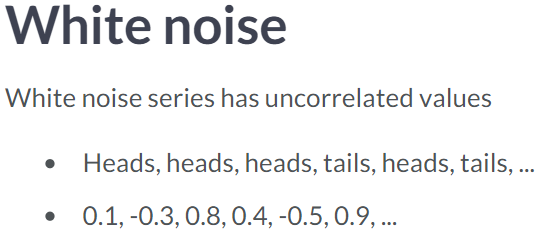 White noise
White noise series has uncorrelated values
• Heads, heads, heads, tails, heads, tails, ...
• 0.1, -0.3, 0.8, 0.4, -0.5, 0.9, ...